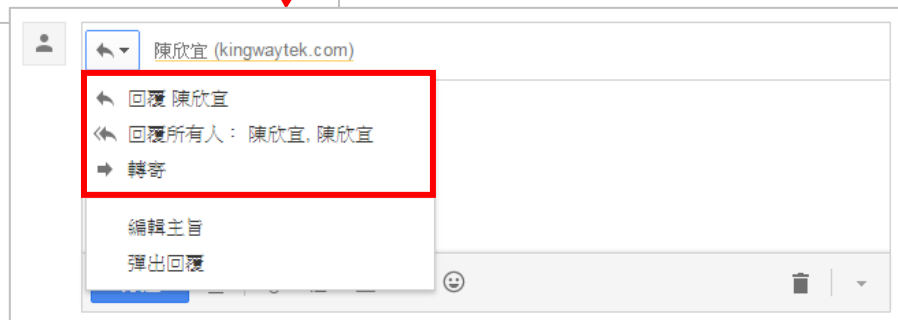 陳欣宜 (kingwaytek.com)
回覆 陳欣宜
回覆所有人： 陳欣宜, 陳欣宜
轉寄
編輯主旨
彈出回覆